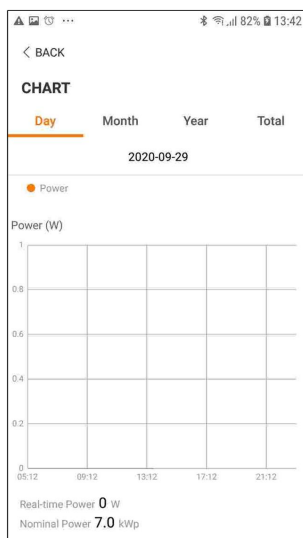 82% 13:42
< BACK
CHART
Day Month Year Total
2020-09-29
Power
Power (W)
1
0.8
0.6
0.4
0.2
0
05:12 09:12 13:12 17:12 21:12
Real-time Power 0 W
Nominal Power 7.0 kWp